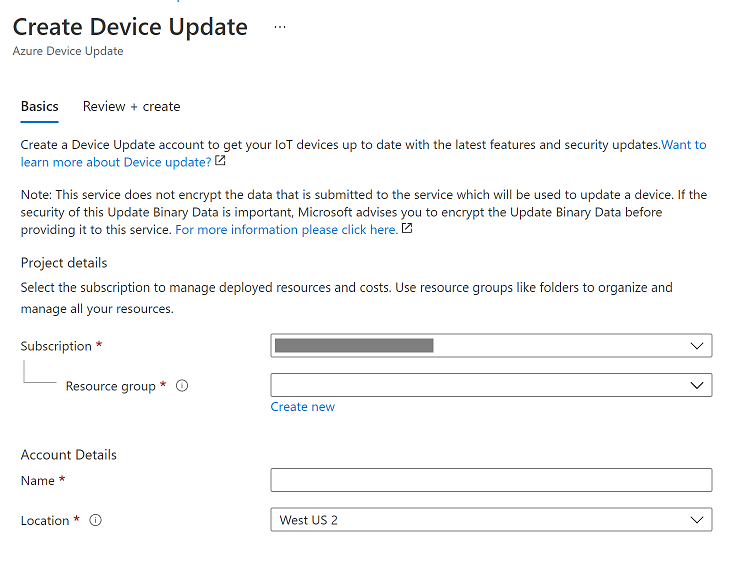 Create Device Update ...
Azure Device Update
Basics Review + create
Create a Device Update account to get your IoT devices up to date with the latest features and security updates.Want to
learn more about Device update?
Note: This service does not encrypt the data that is submitted to the service which will be used to update a device. If the
security of this Update Binary Data is important, Microsoft advises you to encrypt the Update Binary Data before
providing it to this service. For more information please click here.
Project details
Select the subscription to manage deployed resources and costs. Use resource groups like folders to organize and
manage all your resources.
Subscription *
Resource group *
Create new
Account Details
Name *
Location * West US 2